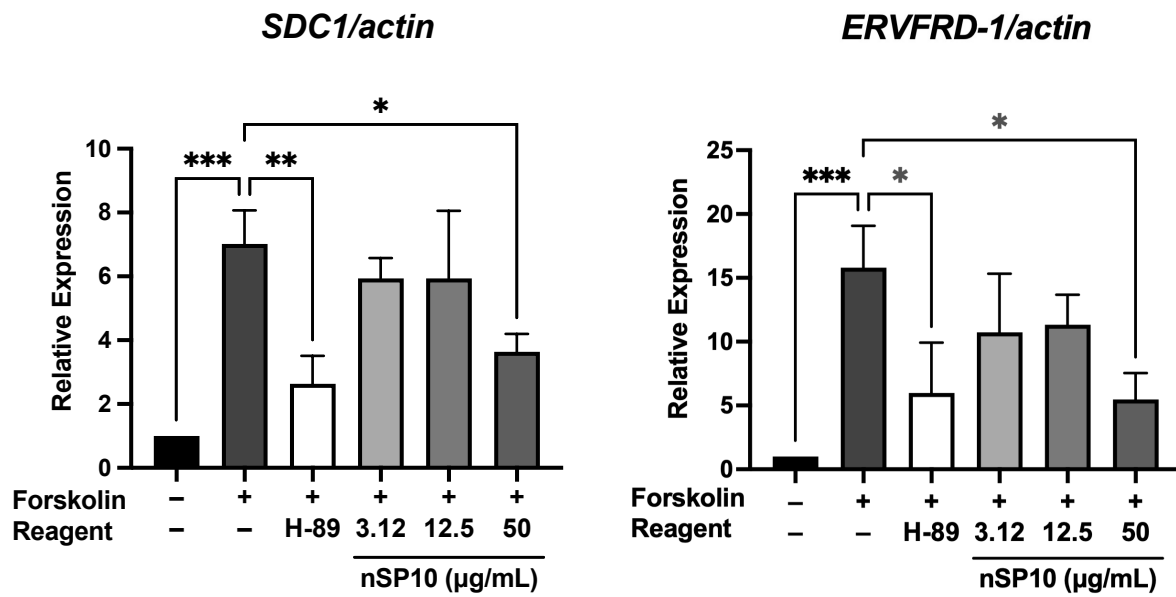 SDC1/actin
Relative Expression
10
8
6
4
2
0
***
**
*
Forskolin – + + + + +
Reagent – – H-89 3.12 12.5 50
nSP10 (µg/mL)
ERVFRD-1/actin
Relative Expression
25
20
15
10
5
0
***
*
*
Forskolin – + + + + +
Reagent – – H-89 3.12 12.5 50
nSP10 (µg/mL)